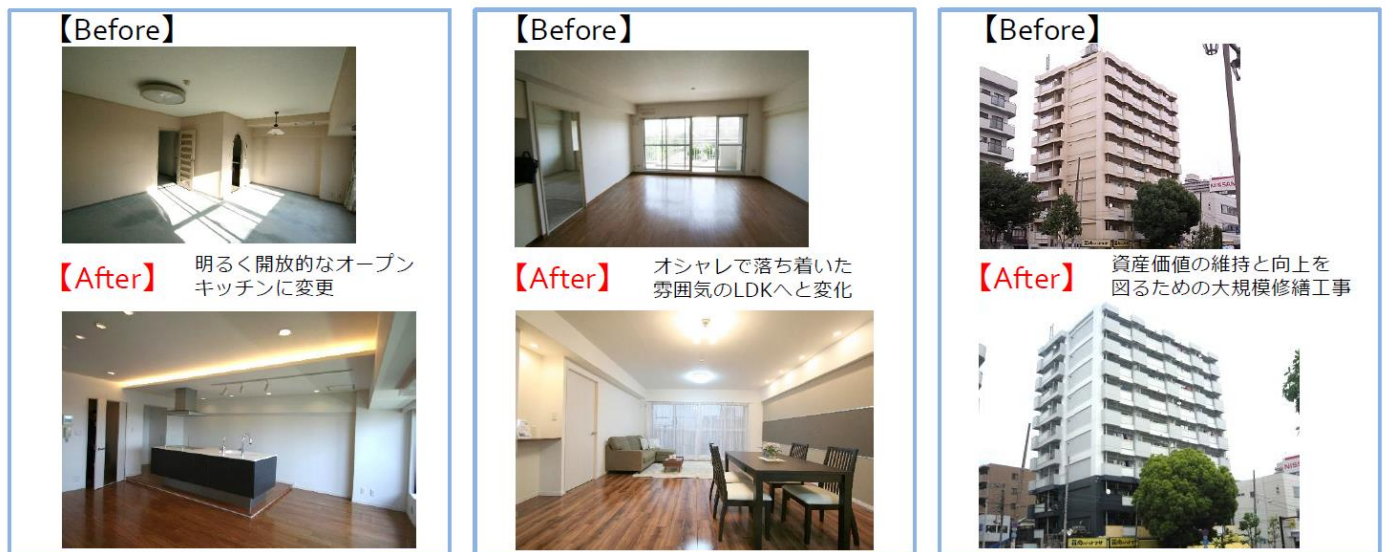 【Before】
【After】
明るく開放的なオープン
キッチンに変更
【Before】
【After】
オシャレで落ち着いた
雰囲気のLDKへと変化
【Before】
NISSAN
【After】
資産価値の維持と向上を
図るための大規模修繕工事